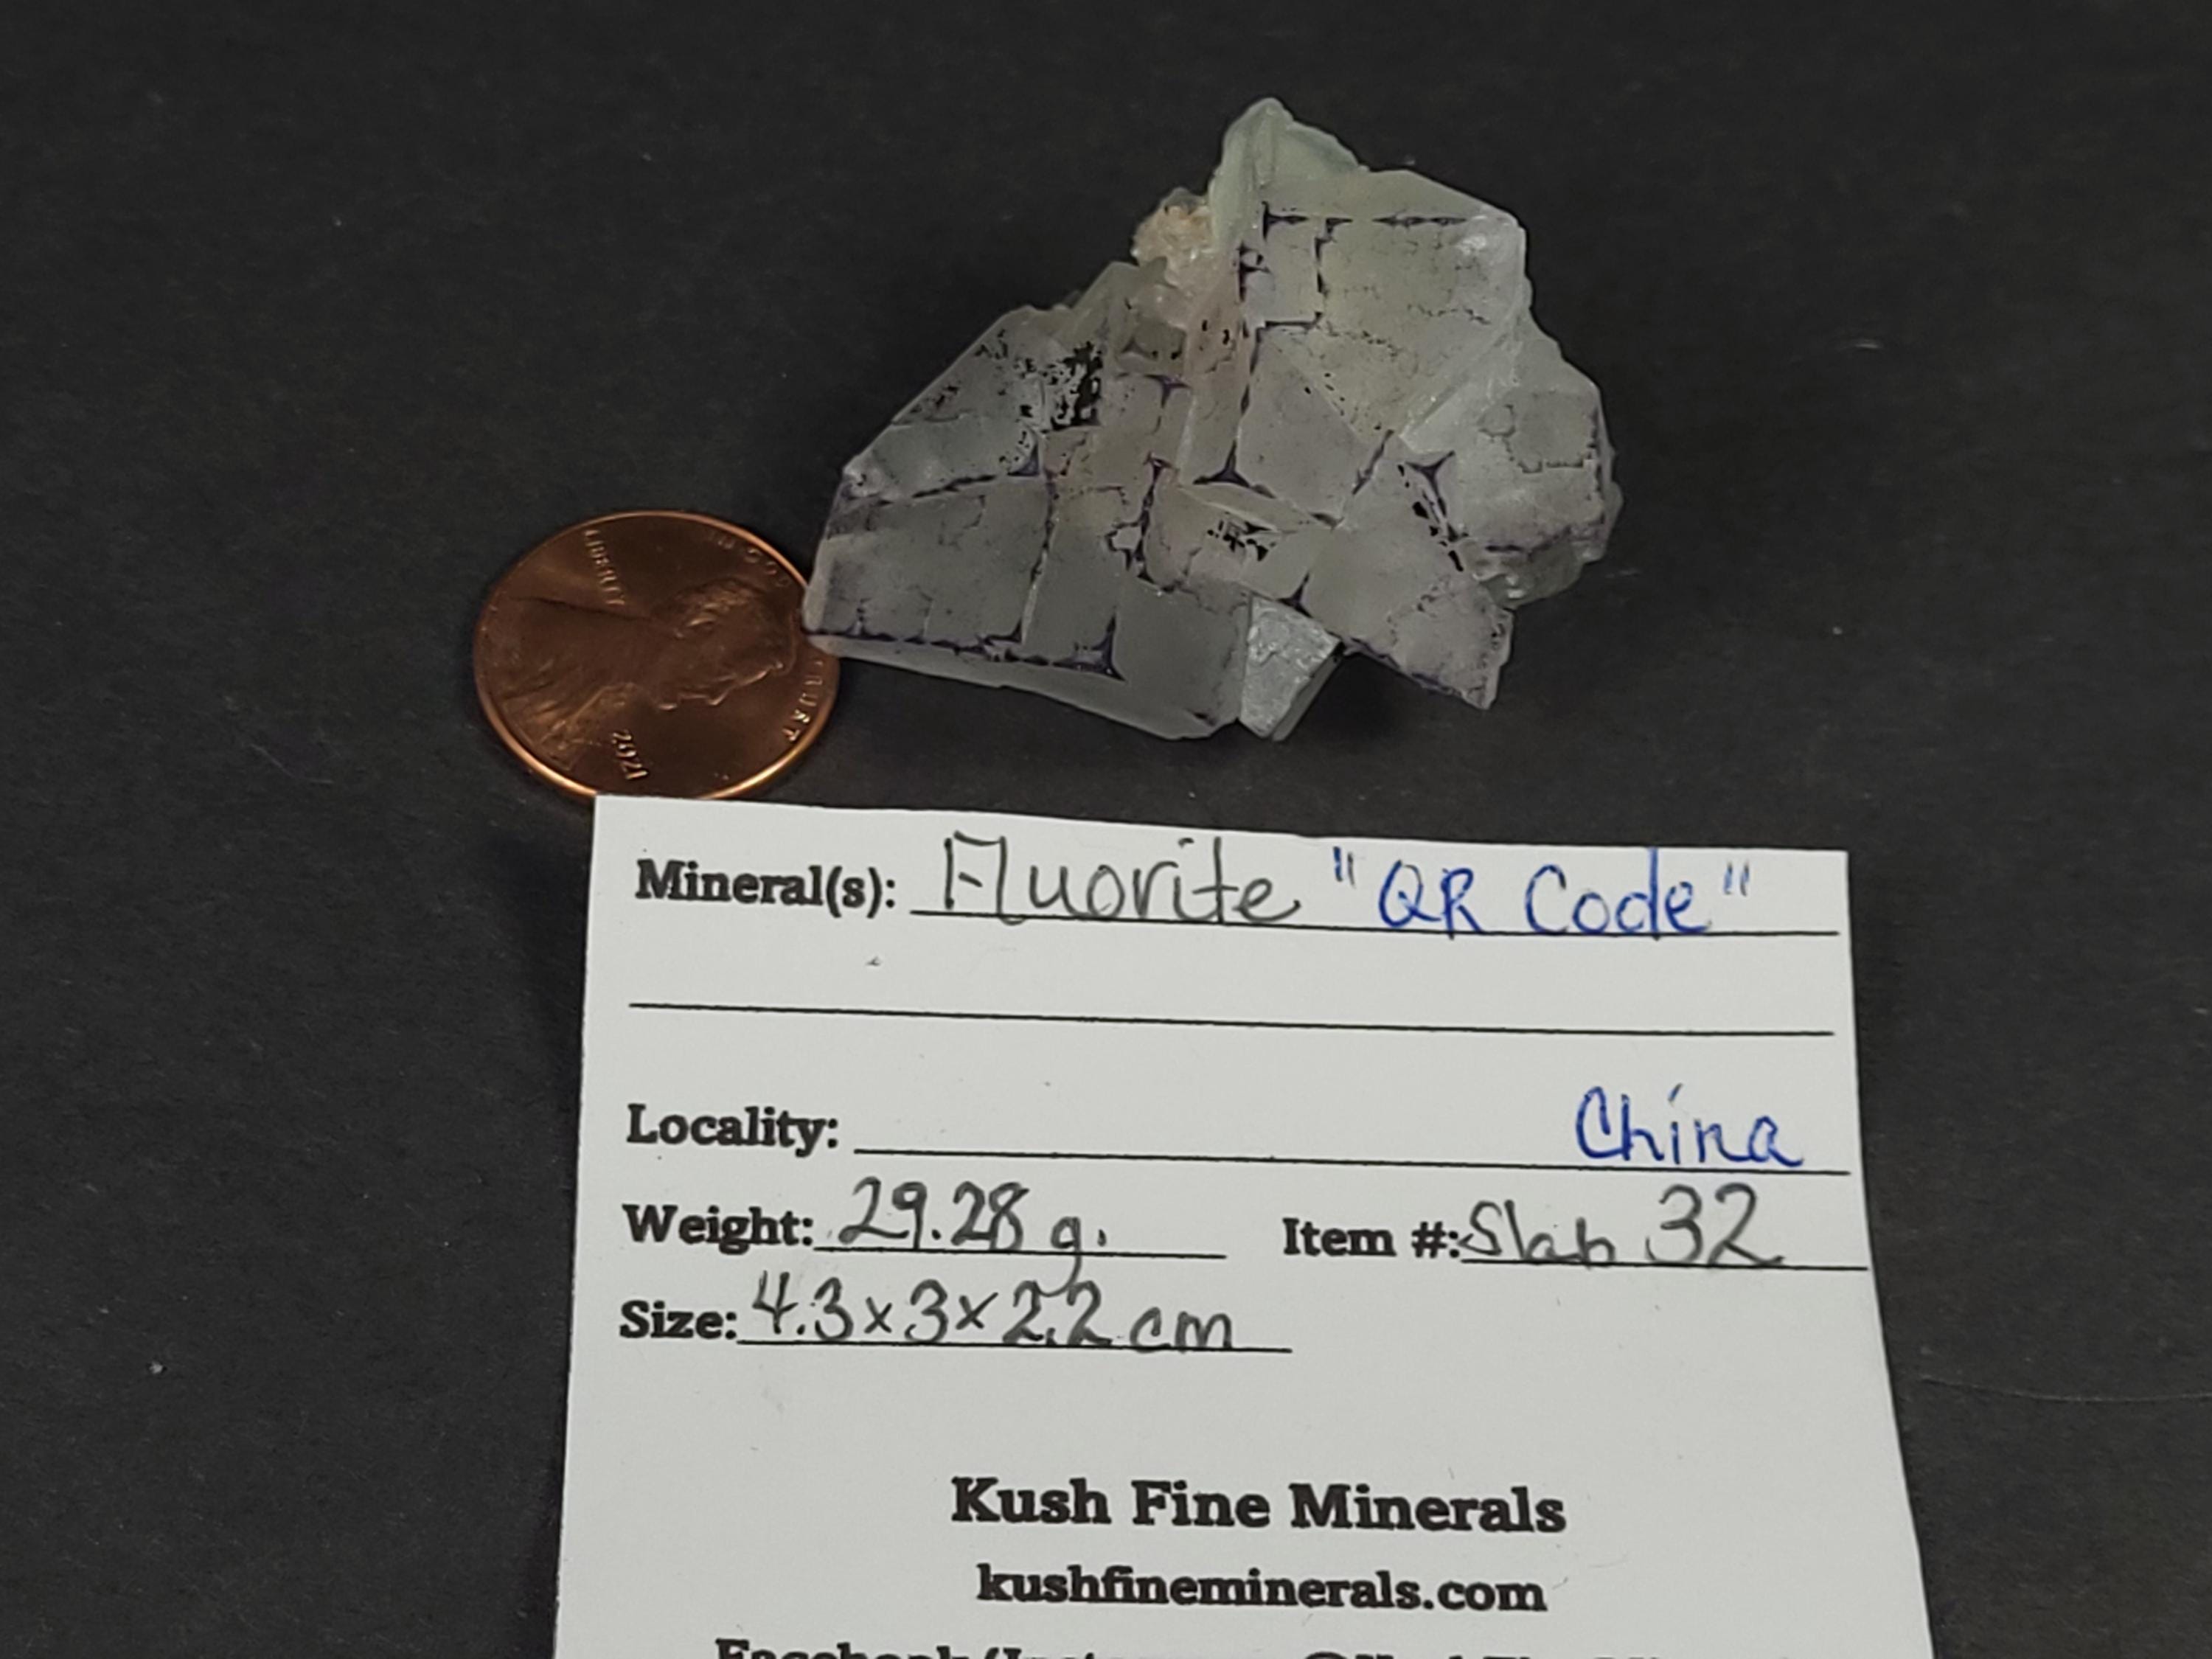 LIBERTY
TRUST
2021
Mineral(s): Fluorite "QR Code"
Locality: China
Weight: 29.28 g. Item #: Slab 32
Size: 4.3x3x2.2 cm
Kush Fine Minerals
kushfineminerals.com